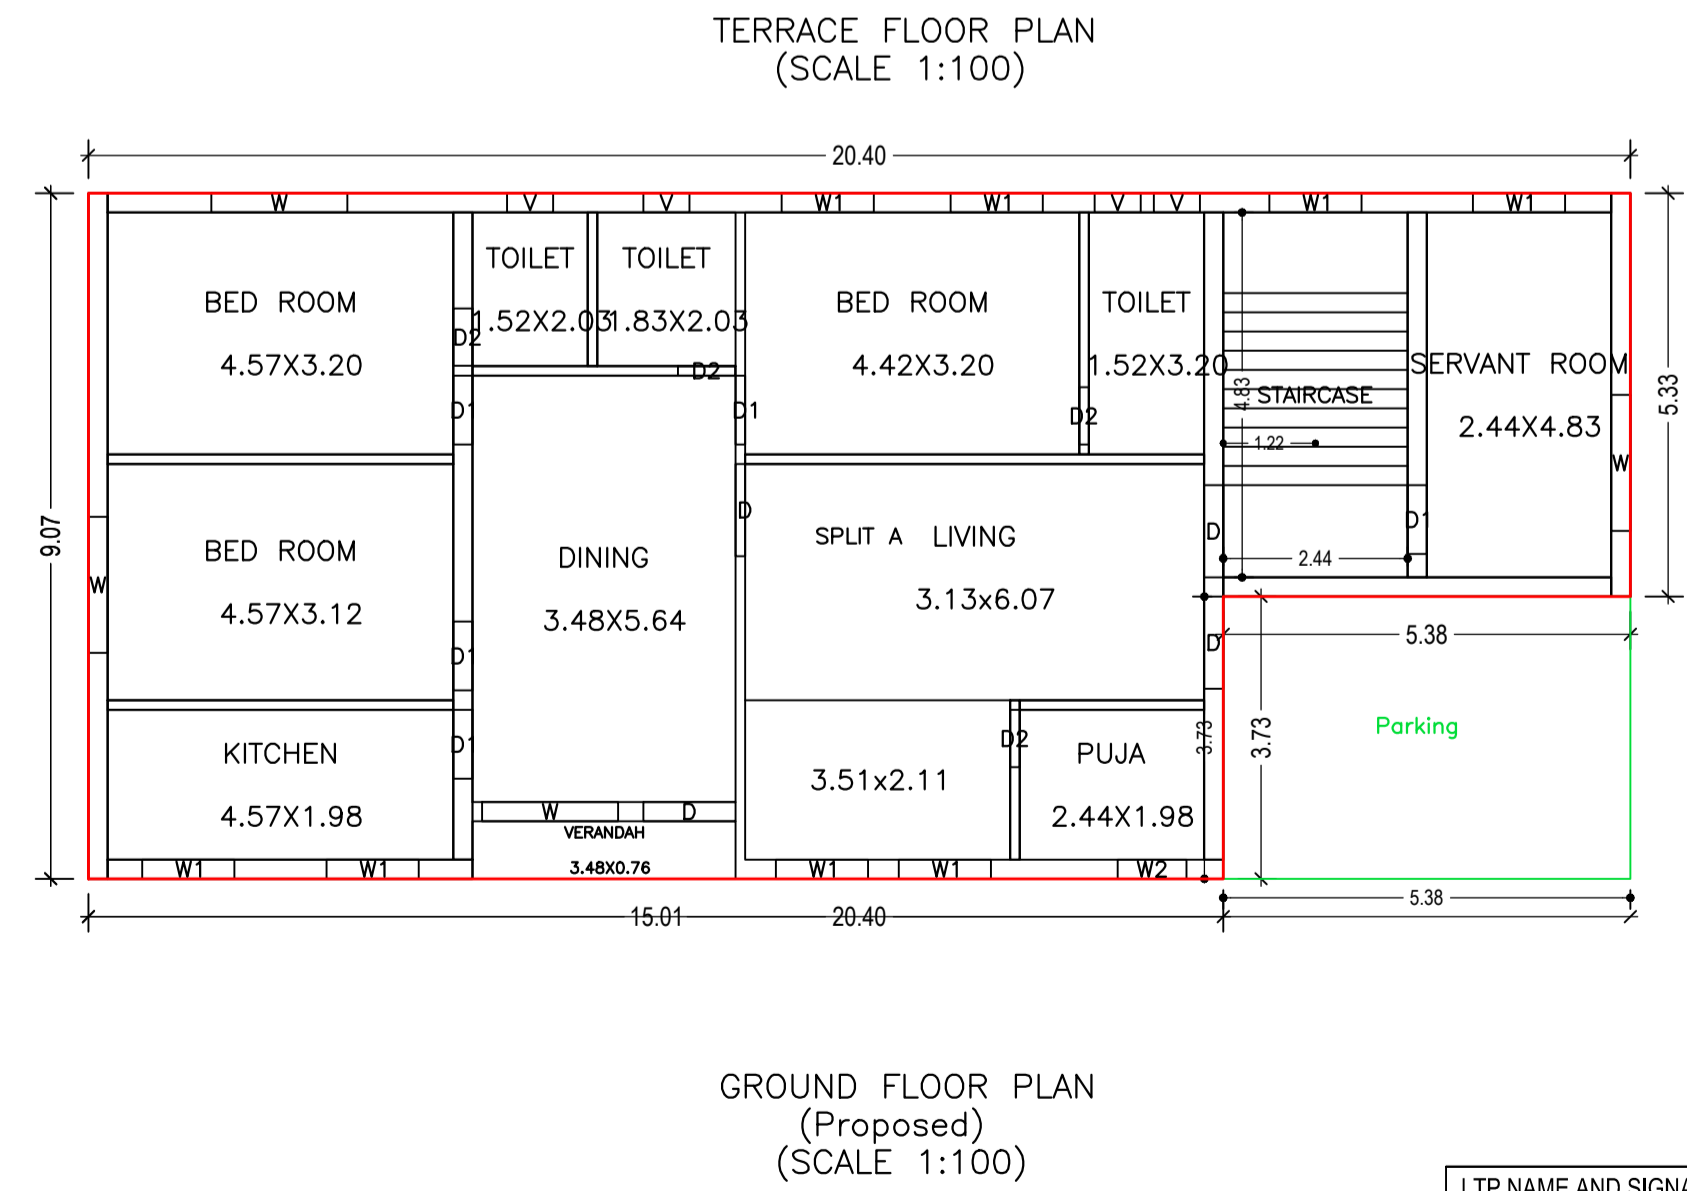 TERRACE FLOOR PLAN
(SCALE 1:100)
20.40
W V V W1 W1 V V W1 W1
TOILET TOILET
BED ROOM BED ROOM TOILET
1.52X2.03 1.83X2.03
D2
4.57X3.20 D2 4.42X3.20 1.52X3.20 SERVANT ROOM
4.83 STAIRCASE 5.33
D1 D1 D2
2.44X4.83
1.22
W
D D D1
9.07
BED ROOM DINING SPLIT A LIVING
2.44
W
4.57X3.12 3.48X5.64 3.13x6.07
D1 D 5.38
Parking
KITCHEN D1 D2 PUJA 3.73 3.73
3.51x2.11
4.57X1.98 W D 2.44X1.98
VERANDAH
3.48X0.76
W1 W1 W1 W1 W2
5.38
15.01 20.40
GROUND FLOOR PLAN
(Proposed)
(SCALE 1:100)
LTP NAME AND SIGNA